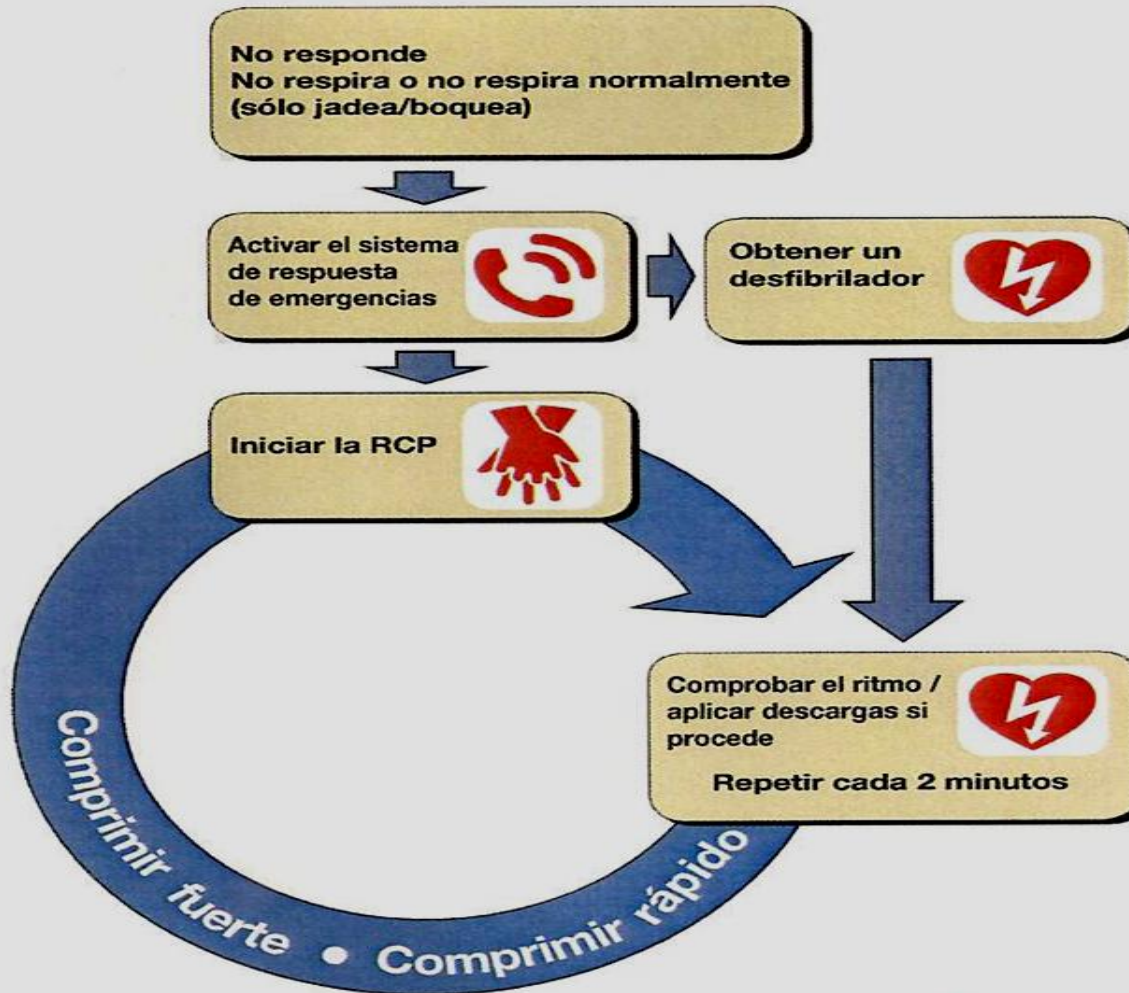 No responde
No respira o no respira normalmente
(sólo jadea/boquea)
Activar el sistema
de respuesta
de emergencias
Obtener un
desfibrilador
Iniciar la RCP
Comprobar el ritmo /
aplicar descargas si
procede
Repetir cada 2 minutos
Comprimir fuerte • Comprimir rápido